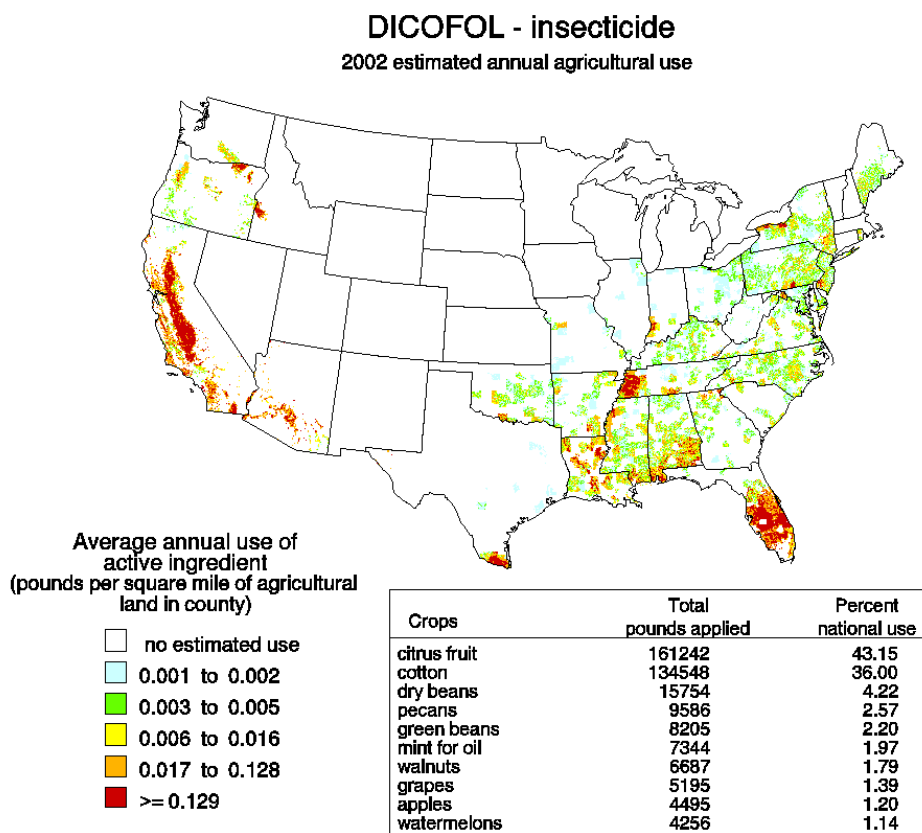 DICOFOL - insecticide
2002 estimated annual agricultural use
Average annual use of
active ingredient
(pounds per square mile of agricultural
land in county)
no estimated use
0.001 to 0.002
0.003 to 0.005
0.006 to 0.016
0.017 to 0.128
>= 0.129
Crops Total pounds applied Percent national use
citrus fruit 161242 43.15
cotton 134548 36.00
dry beans 15754 4.22
pecans 9586 2.57
green beans 8205 2.20
mint for oil 7344 1.97
walnuts 6687 1.79
grapes 5195 1.39
apples 4495 1.20
watermelons 4256 1.14